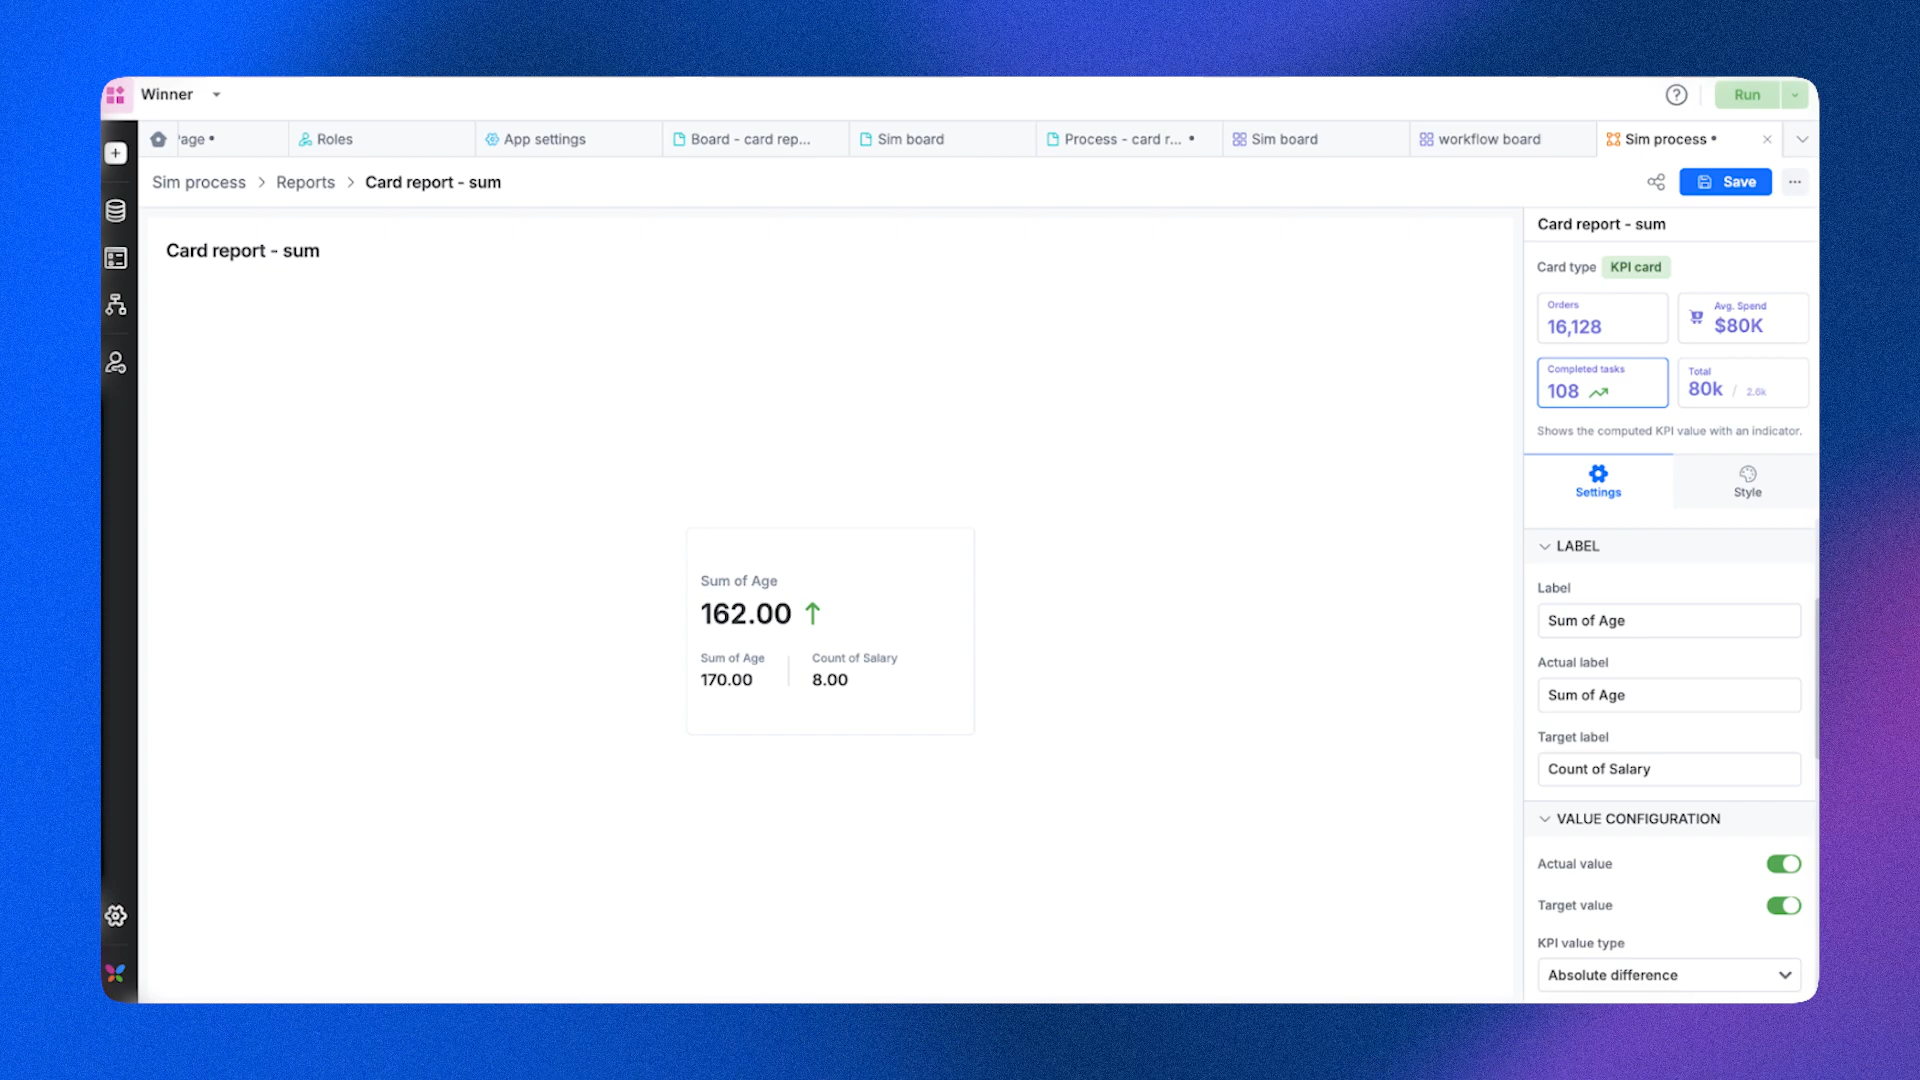 Winner
Run
'age •
Roles
App settings
Board - card rep...
Sim board
Process - card r... •
Sim board
workflow board
Sim process •
Sim process > Reports > Card report - sum
Save
Card report - sum
Card report - sum
Card type KPI card
Orders
16,128
Avg. Spend
$80K
Completed tasks
108
Total
80k / 2.6k
Shows the computed KPI value with an indicator.
Settings
Style
Sum of Age
162.00
Sum of Age
170.00
Count of Salary
8.00
LABEL
Label
Sum of Age
Actual label
Sum of Age
Target label
Count of Salary
VALUE CONFIGURATION
Actual value
Target value
KPI value type
Absolute difference